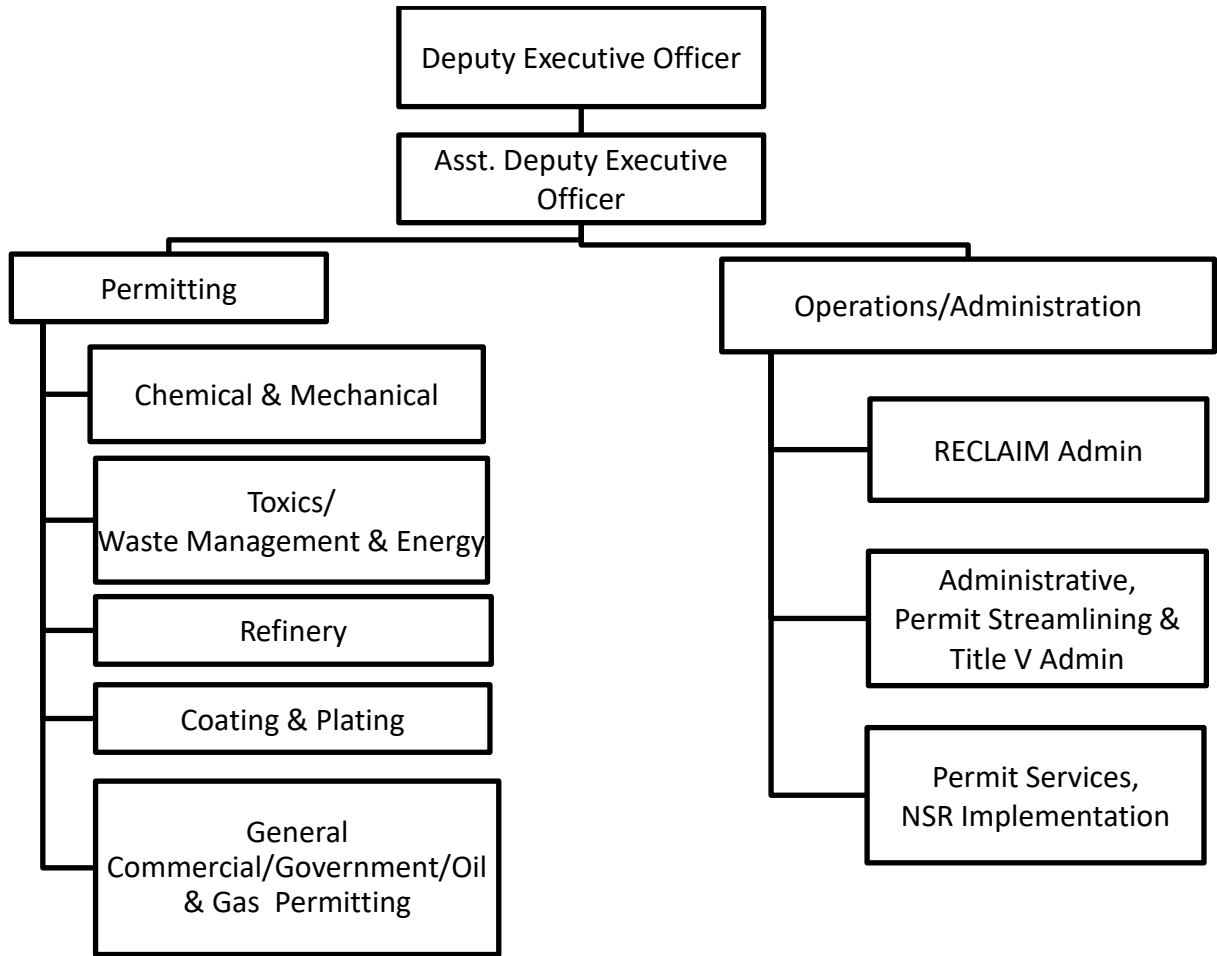 Deputy Executive Officer
Asst. Deputy Executive
Officer
Permitting
Chemical & Mechanical
Toxics/
Waste Management & Energy
Refinery
Coating & Plating
General
Commercial/Government/Oil
& Gas  Permitting
Operations/Administration
RECLAIM Admin
Administrative,
Permit Streamlining &
Title V Admin
Permit Services,
NSR Implementation